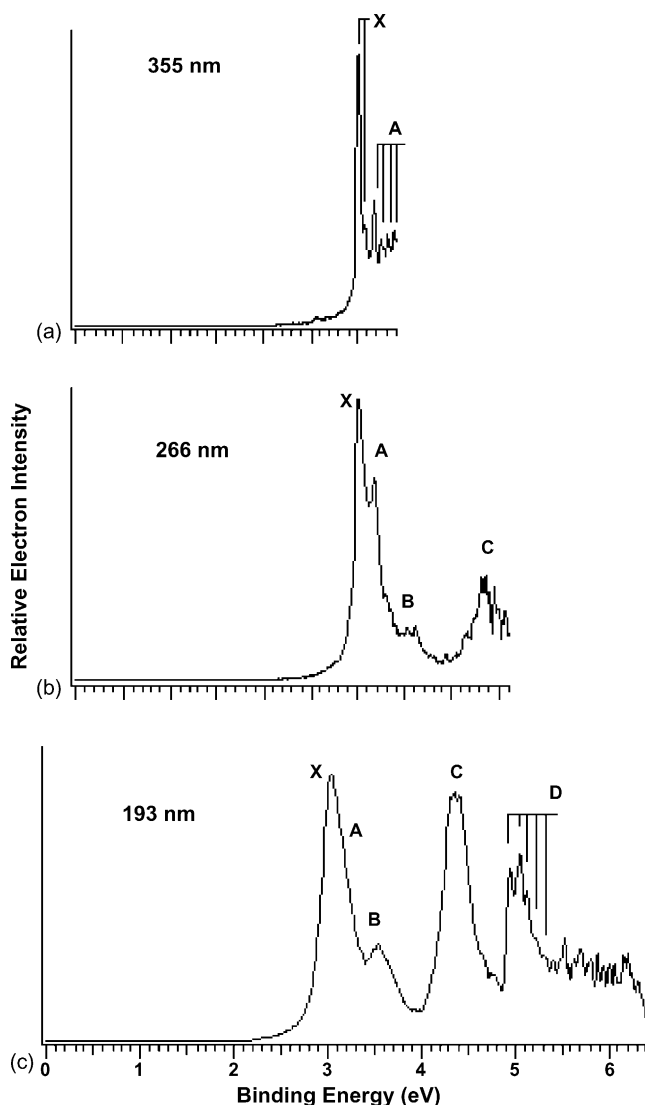 X
355 nm
A
(a)
X
A
266 nm
B
C
(b)
Relative Electron Intensity
X
C
D
193 nm
A
B
(c)
0 1 2 3 4 5 6
Binding Energy (eV)